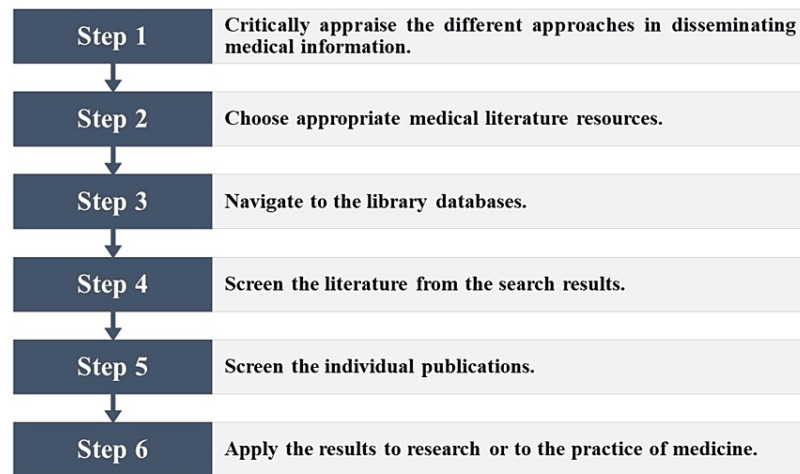 Step 1
Critically appraise the different approaches in disseminating
medical information.
Step 2
Choose appropriate medical literature resources.
Step 3
Navigate to the library databases.
Step 4
Screen the literature from the search results.
Step 5
Screen the individual publications.
Step 6
Apply the results to research or to the practice of medicine.